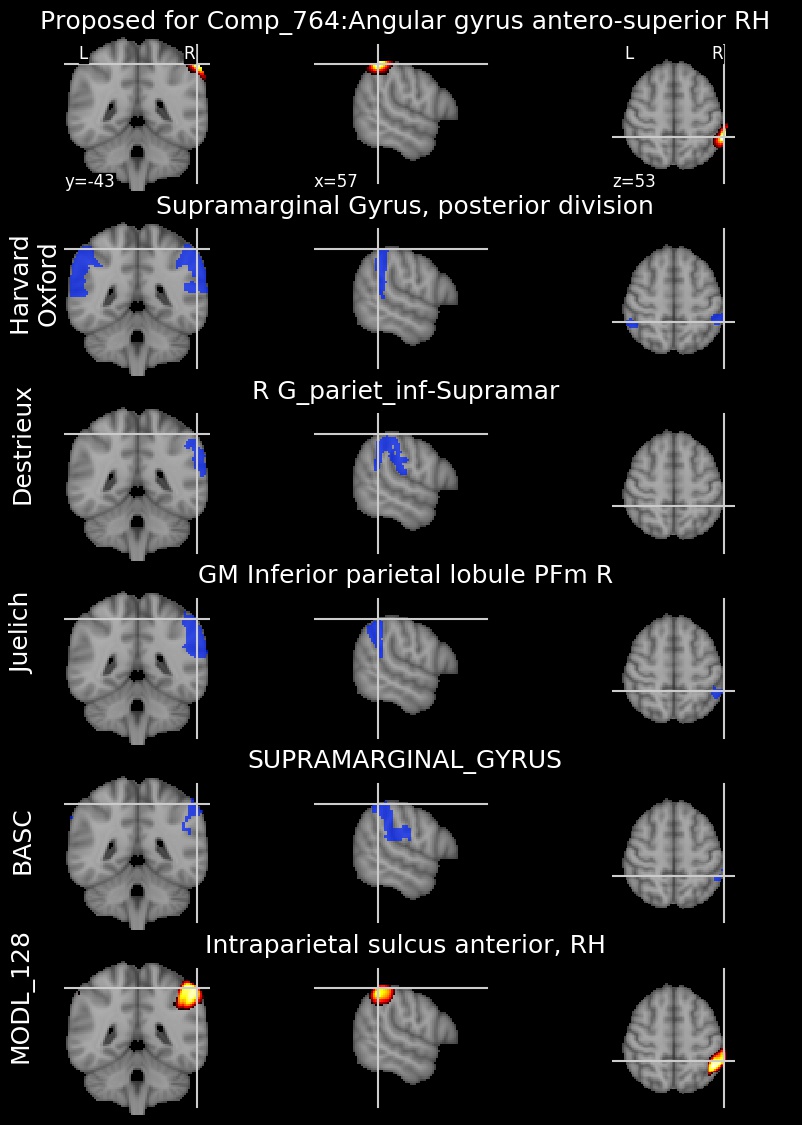 Proposed for Comp_764:Angular gyrus antero-superior RH
L R
L R
y=-43
x=57
z=53
Supramarginal Gyrus, posterior division
Harvard
Oxford
R G_pariet_inf-Supramar
Destrieux
GM Inferior parietal lobule PFm R
Juelich
SUPRAMARGINAL_GYRUS
BASC
Intraparietal sulcus anterior, RH
MODL_128